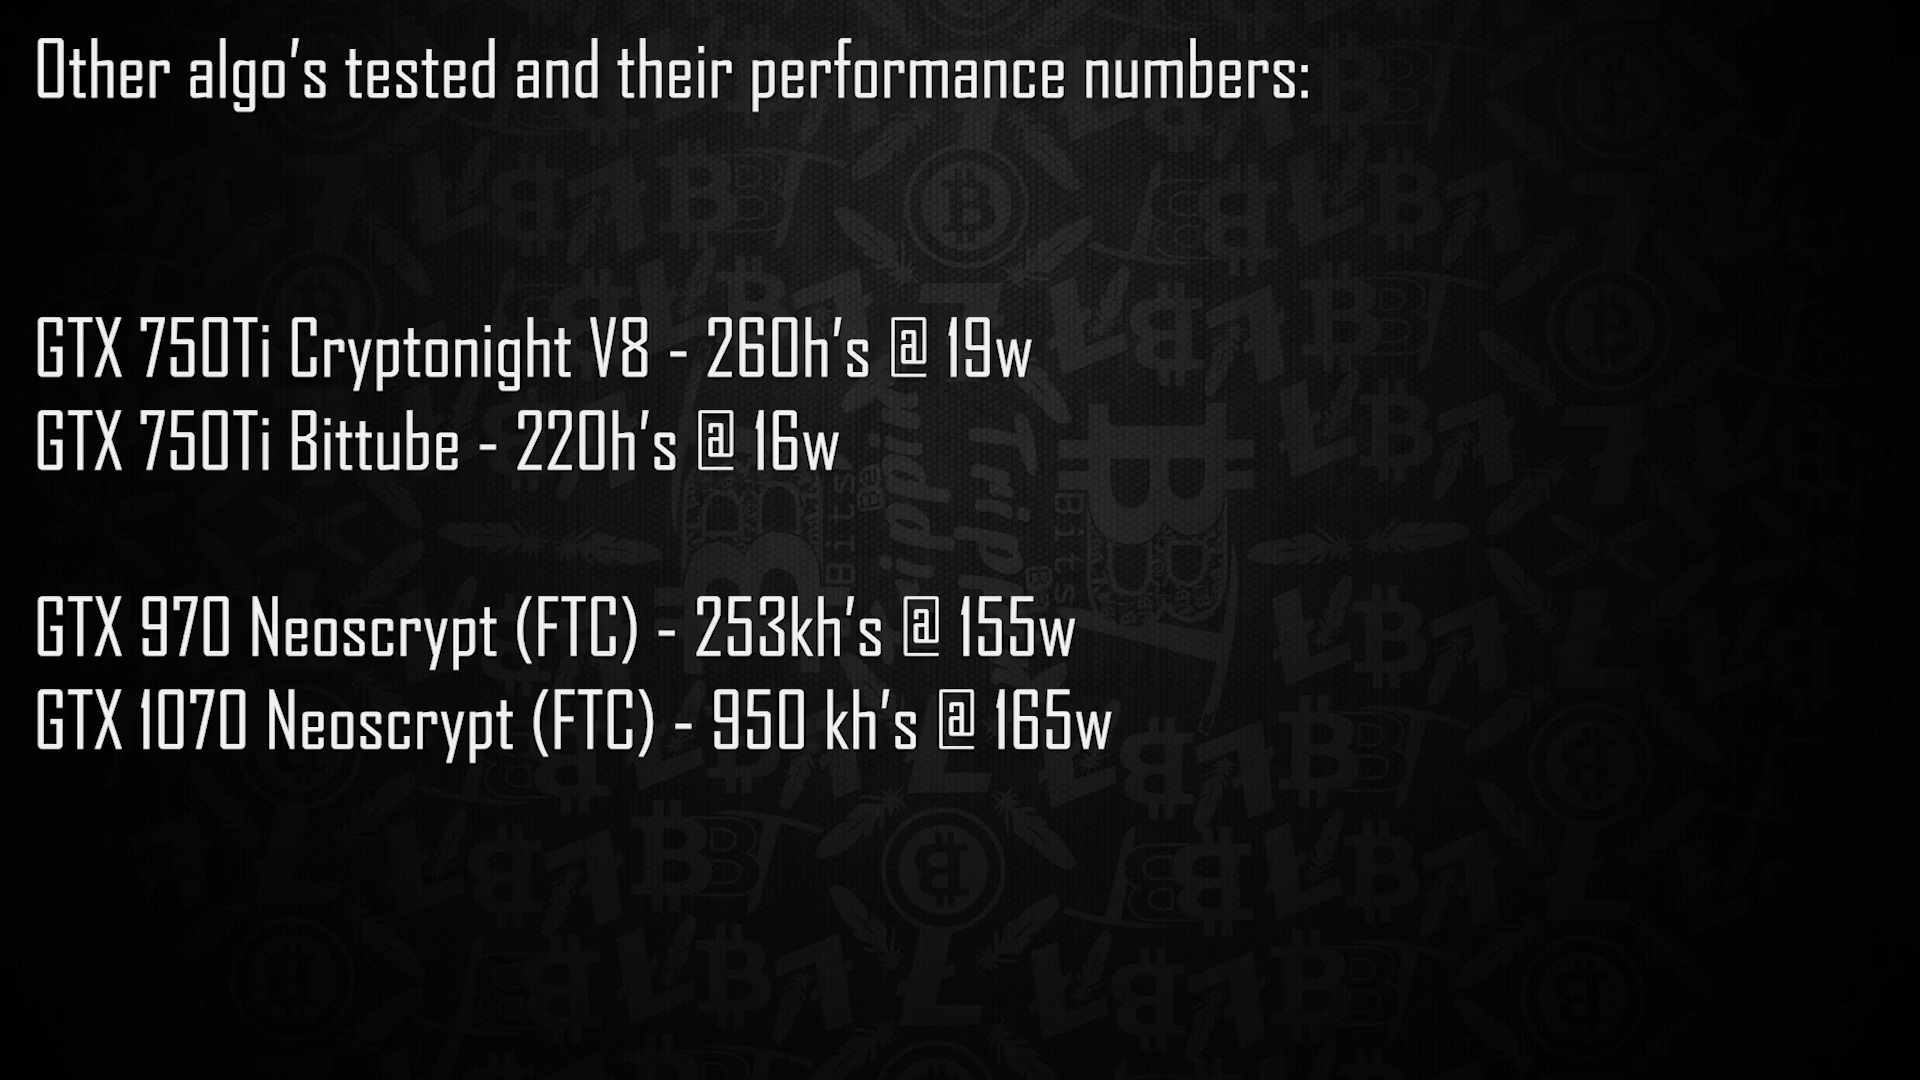 Other algo's tested and their performance numbers:
GTX 750Ti Cryptonight V8 - 260h's @ 19w
GTX 750Ti Bittube - 220h's @ 16w
GTX 970 Neoscrypt (FTC) - 253kh's @ 155w
GTX 1070 Neoscrypt (FTC) - 950 kh's @ 165w